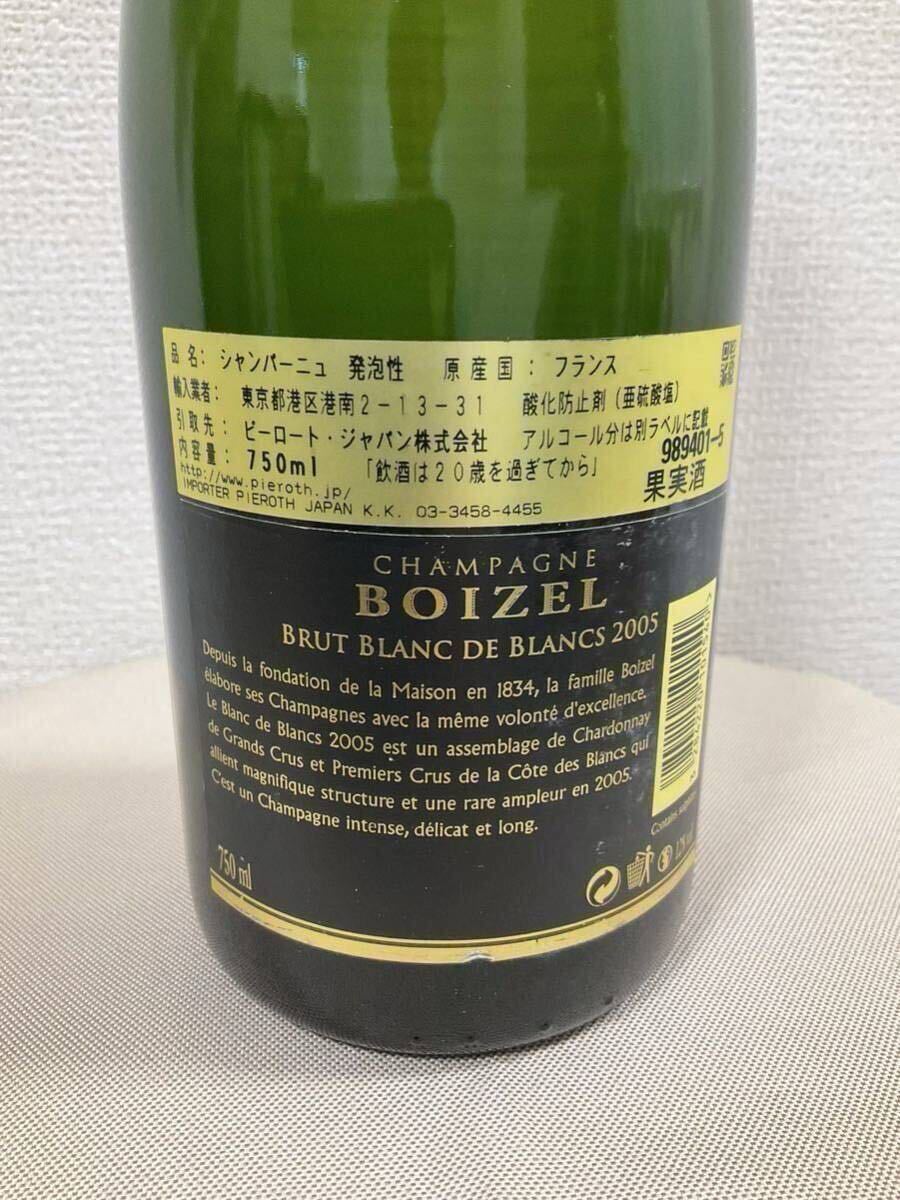 品 名： シャンパーニュ 発泡性 原 産 国 ： フランス
輸入業者： 東京都港区港南２－１３－３１ 酸化防止剤（亜硫酸塩）
引 取 先 ： ピーロート・ジャパン株式会社 アルコール分は別ラベルに記載
内 容 量 ： 750ml 「飲酒は２０歳を過ぎてから」 989401-5
http://www.pieroth.jp/ 果実酒
IMPORTER PIEROTH JAPAN K.K. 03-3458-4455
CHAMPAGNE
BOIZEL
BRUT BLANC DE BLANCS 2005
Depuis la fondation de la Maison en 1834, la famille Boizel
élabore ses Champagnes avec la même volonté d'excellence.
Le Blanc de Blancs 2005 est un assemblage de Chardonnay
de Grands Crus et Premiers Crus de la Côte des Blancs qui
allient magnifique structure et une rare ampleur en 2005.
C'est un Champagne intense, délicat et long.
Contains
750 ml